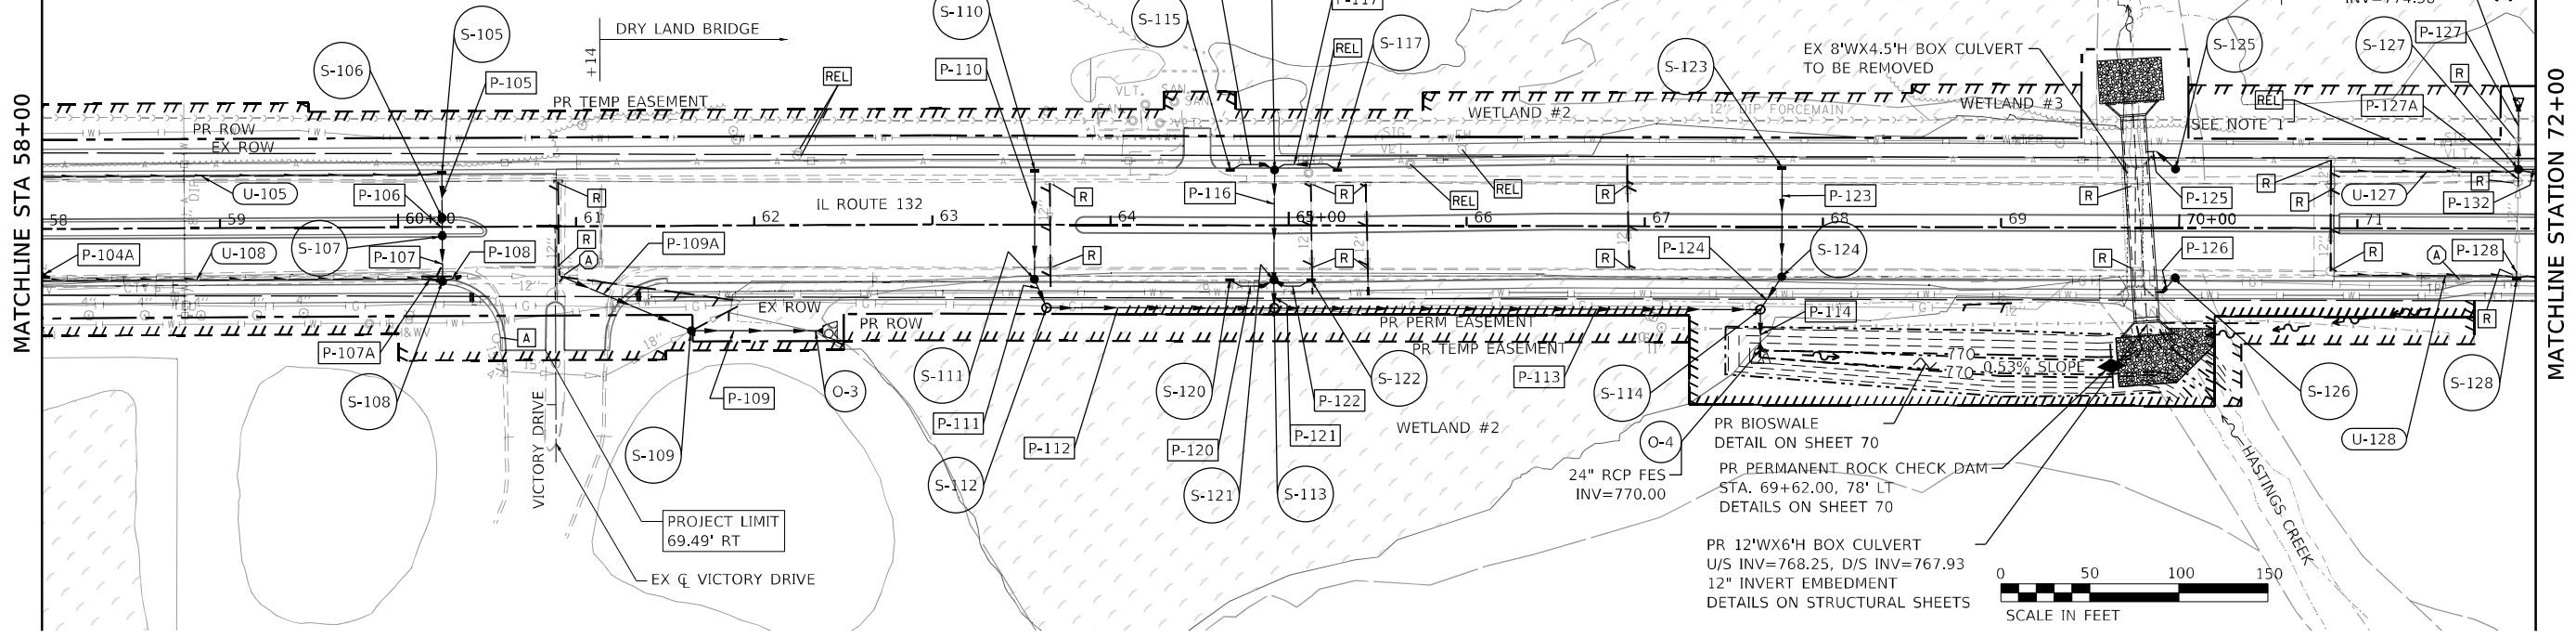 MATCHLINE STA 58+00
S-106
S-105
P-105
+14
DRY LAND BRIDGE
REL
S-110
P-110
S-115
P-117
REL
S-117
S-123
EX 8'WX4.5'H BOX CULVERT
TO BE REMOVED
S-125
S-127
P-127
R
REL
P-127A
MATCHLINE STATION 72+00
PR TEMP EASEMENT
VLT.
SAN
SAN
SAN
WETLAND #2
12" DIP FORCEMAIN
WETLAND #3
SEE NOTE 1
PR ROW
EX ROW
8" WATER
U-105
P-106
R
IL ROUTE 132
R
P-116
R
R
REL
REL
R
P-123
R
P-125
R
R
U-127
R
P-132
58
59
60+00
61
62
63
64
65+00
66
67
68
69
70+00
71
P-104A
U-108
S-107
P-107
P-108
R
A
P-109A
R
R
R
P-124
S-124
R
P-126
R
A
P-128
EX ROW
PR ROW
PR PERM EASEMENT
PR TEMP EASEMENT
P-107A
A
S-108
P-109
O-3
S-111
P-111
P-112
S-112
S-109
S-120
P-120
S-121
S-113
P-121
P-122
S-122
P-113
S-114
P-114
770
770
0.53% SLOPE
S-126
S-128
R
U-128
VICTORY DRIVE
WETLAND #2
O-4
24" RCP FES
INV=770.00
PR BIOSWALE
DETAIL ON SHEET 70
PR PERMANENT ROCK CHECK DAM
STA. 69+62.00, 78' LT
DETAILS ON SHEET 70
HASTINGS CREEK
PROJECT LIMIT
69.49' RT
EX ℄ VICTORY DRIVE
PR 12'WX6'H BOX CULVERT
U/S INV=768.25, D/S INV=767.93
12" INVERT EMBEDMENT
DETAILS ON STRUCTURAL SHEETS
0 50 100 150
SCALE IN FEET